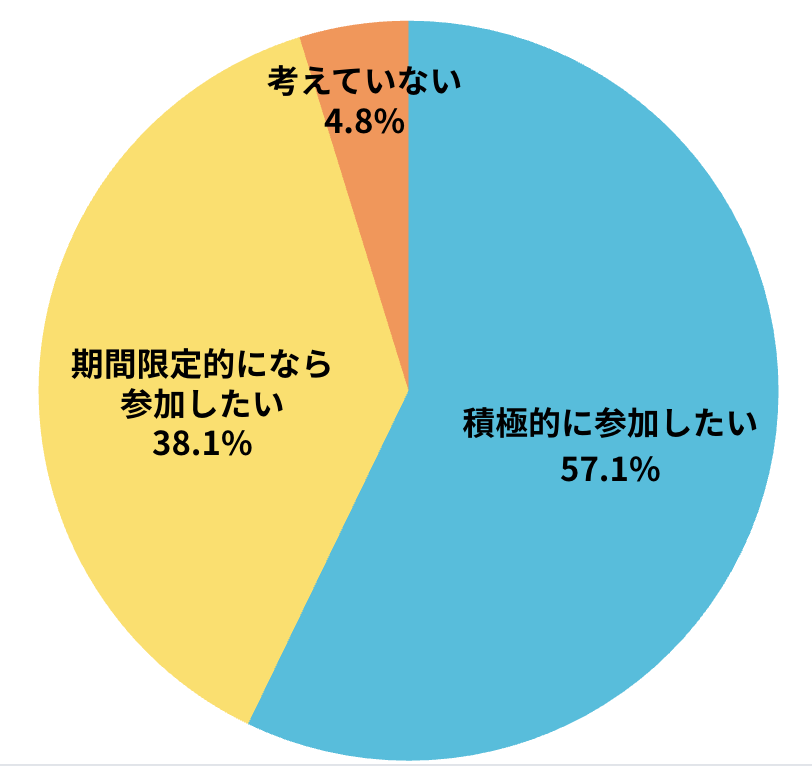 考えていない
4.8%
期間限定的になら
参加したい
38.1%
積極的に参加したい
57.1%